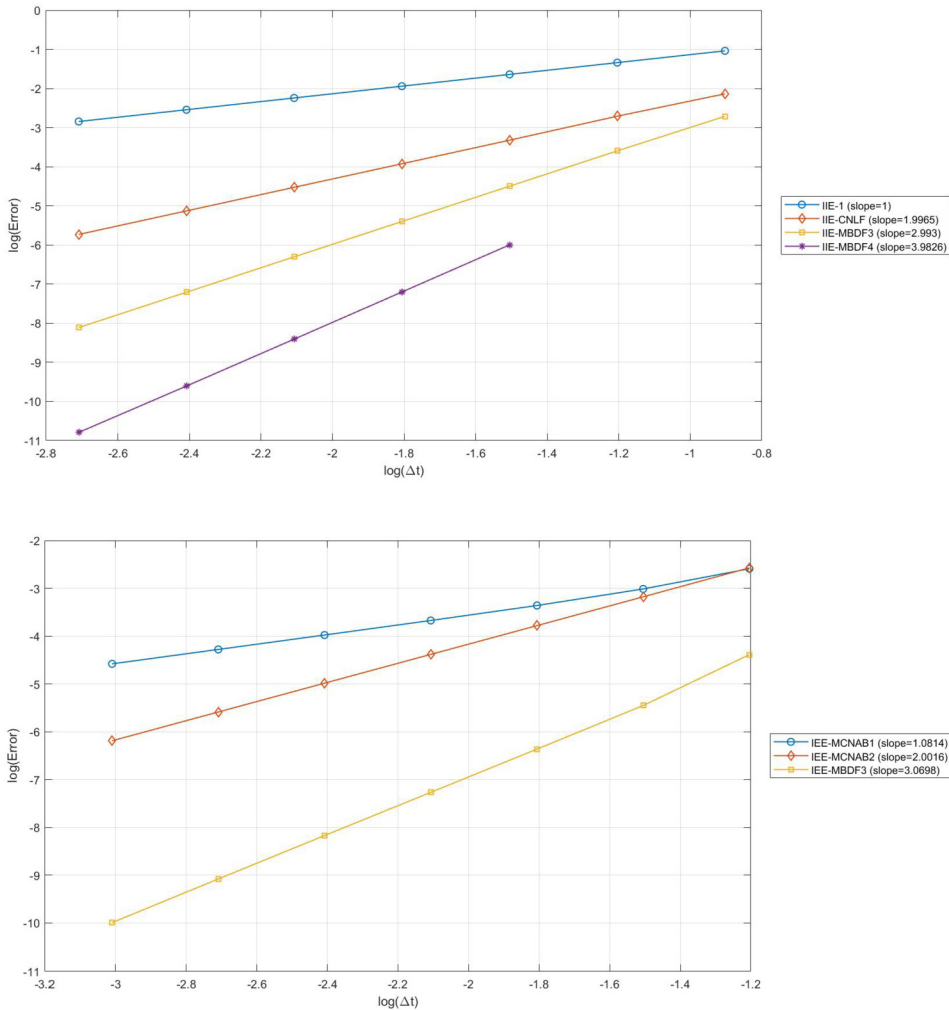 0
-1
-2
-3
-4
-5
-6
-7
-8
-9
-10
-11
log(Error)
-2.8 -2.6 -2.4 -2.2 -2 -1.8 -1.6 -1.4 -1.2 -1 -0.8
log(Δt)
IIE-1 (slope=1)
IIE-CNLF (slope=1.9965)
IIE-MBDF3 (slope=2.993)
IIE-MBDF4 (slope=3.9826)
-2
-3
-4
-5
-6
-7
-8
-9
-10
-11
log(Error)
-3.2 -3 -2.8 -2.6 -2.4 -2.2 -2 -1.8 -1.6 -1.4 -1.2
log(Δt)
IEE-MCNAB1 (slope=1.0814)
IEE-MCNAB2 (slope=2.0016)
IEE-MBDF3 (slope=3.0698)